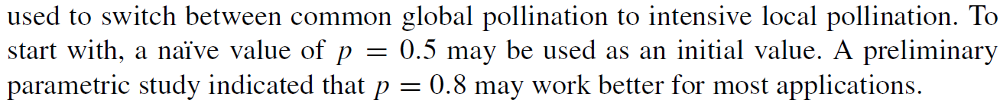 used to switch between common global pollination to intensive local pollination. To
start with, a naïve value of p = 0.5 may be used as an initial value. A preliminary
parametric study indicated that p = 0.8 may work better for most applications.